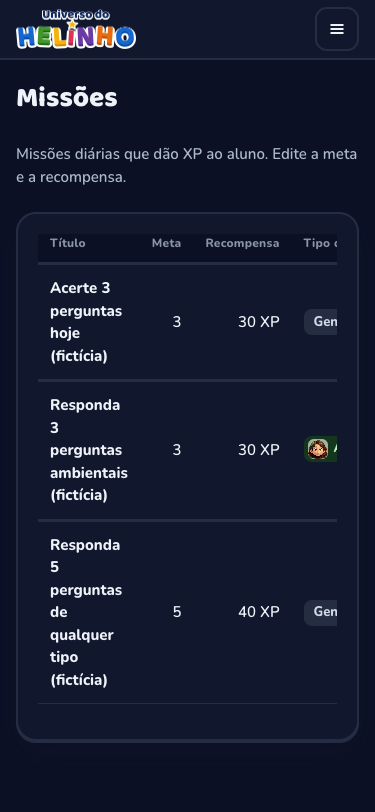 Universo do
HELINHO
Missões
Missões diárias que dão XP ao aluno. Edite a meta
e a recompensa.
Título Meta Recompensa Tipo
Acerte 3
perguntas
hoje
(fictícia)
3 30 XP
Responda
3
perguntas
ambientais
(fictícia)
3 30 XP
Responda
5
perguntas
de
qualquer
tipo
(fictícia)
5 40 XP